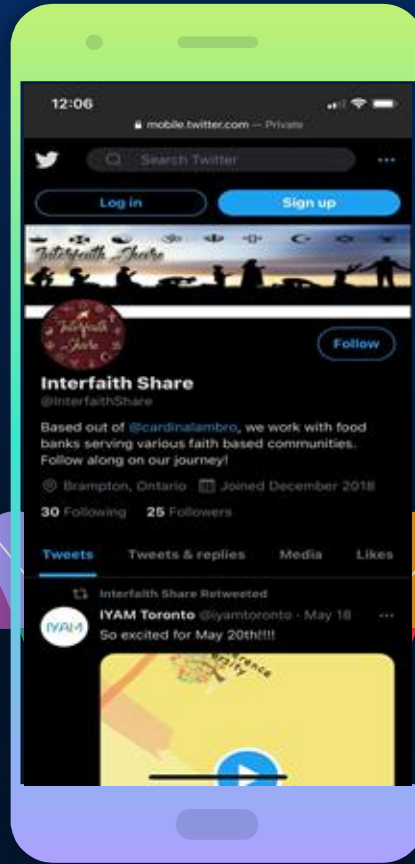 12:06
mobile.twitter.com — Private
Search Twitter
Log in
Sign up
Interfaith Share
Interfaith
Share
Follow
Interfaith Share
@InterfaithShare
Based out of @cardinalambro, we work with food
banks serving various faith based communities.
Follow along on our journey!
Brampton, Ontario Joined December 2018
30 Following 25 Followers
Tweets Tweets & replies Media Likes
Interfaith Share Retweeted
IYAM Toronto @iyamtoronto · May 18
So excited for May 20th!!!!
IYAM